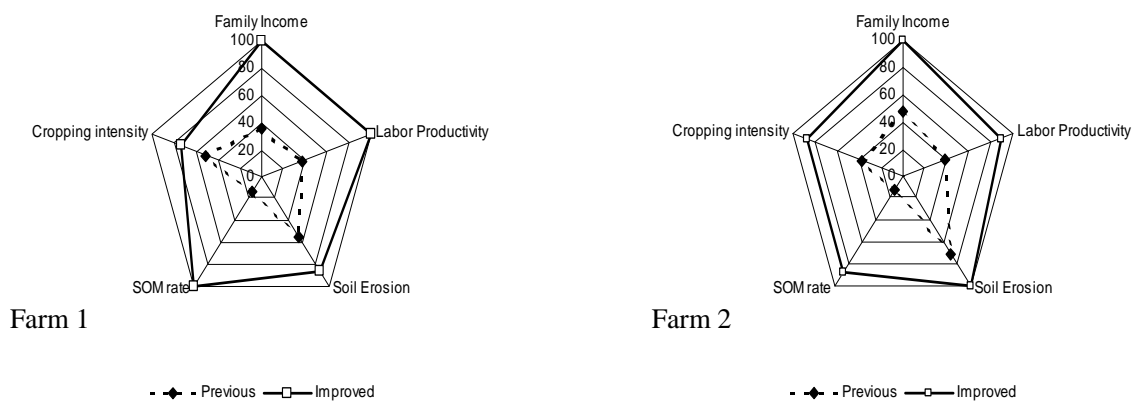 Family Income
100
80
60
40
20
0
Cropping intensity
Labor Productivity
SOM rate
Soil Erosion
Farm 1
Previous Improved
Family Income
100
80
60
40
20
0
Cropping intensity
Labor Productivity
SOM rate
Soil Erosion
Farm 2
Previous Improved